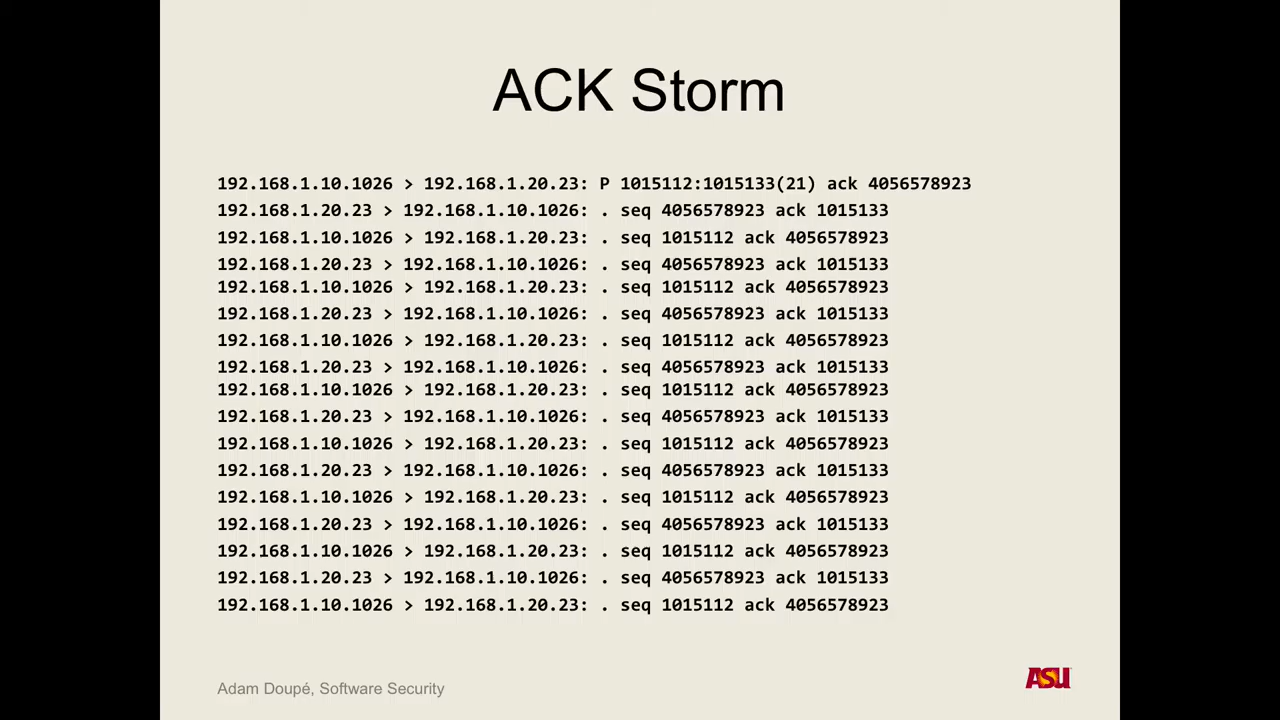 ACK Storm
192.168.1.10.1026 > 192.168.1.20.23: P 1015112:1015133(21) ack 4056578923
192.168.1.20.23 > 192.168.1.10.1026: . seq 4056578923 ack 1015133
192.168.1.10.1026 > 192.168.1.20.23: . seq 1015112 ack 4056578923
192.168.1.20.23 > 192.168.1.10.1026: . seq 4056578923 ack 1015133
192.168.1.10.1026 > 192.168.1.20.23: . seq 1015112 ack 4056578923
192.168.1.20.23 > 192.168.1.10.1026: . seq 4056578923 ack 1015133
192.168.1.10.1026 > 192.168.1.20.23: . seq 1015112 ack 4056578923
192.168.1.20.23 > 192.168.1.10.1026: . seq 4056578923 ack 1015133
192.168.1.10.1026 > 192.168.1.20.23: . seq 1015112 ack 4056578923
192.168.1.20.23 > 192.168.1.10.1026: . seq 4056578923 ack 1015133
192.168.1.10.1026 > 192.168.1.20.23: . seq 1015112 ack 4056578923
192.168.1.20.23 > 192.168.1.10.1026: . seq 4056578923 ack 1015133
192.168.1.10.1026 > 192.168.1.20.23: . seq 1015112 ack 4056578923
192.168.1.20.23 > 192.168.1.10.1026: . seq 4056578923 ack 1015133
192.168.1.10.1026 > 192.168.1.20.23: . seq 1015112 ack 4056578923
192.168.1.20.23 > 192.168.1.10.1026: . seq 4056578923 ack 1015133
192.168.1.10.1026 > 192.168.1.20.23: . seq 1015112 ack 4056578923
Adam Doupé, Software Security
ASU